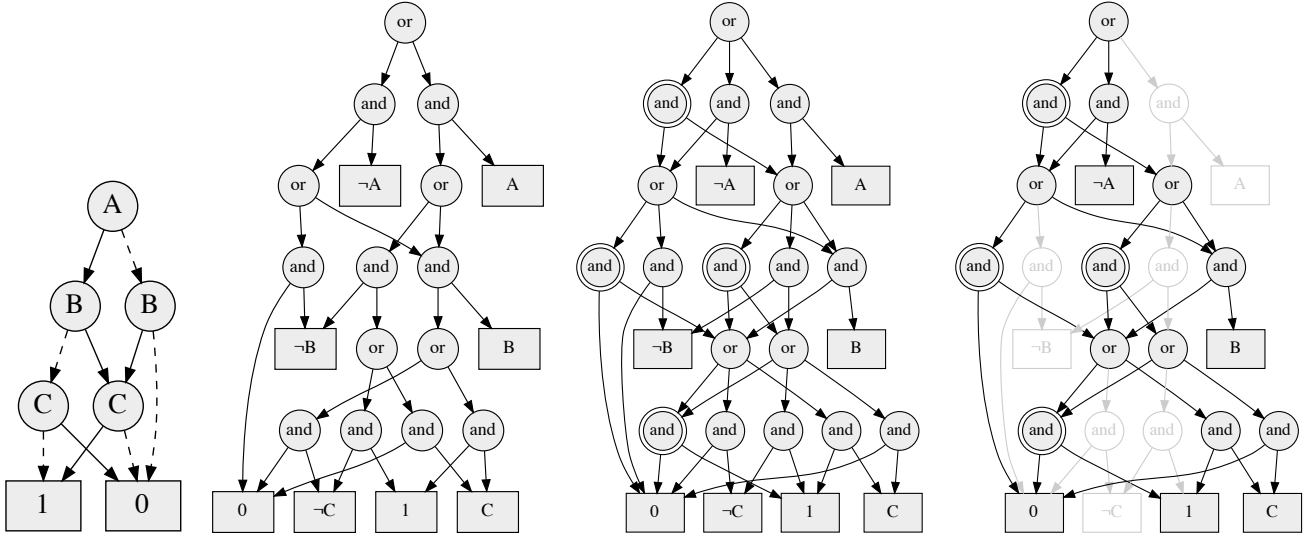 or or or
and and and and and and and and
or ¬A or A or ¬A or A or ¬A or A
A
and and and and and and and and and and and and and
B B
¬B or or B ¬B or or B ¬B or or B
C C
and and and and and and and and and and and and and and
1 0
0 ¬C 1 C 0 ¬C 1 C 0 ¬C 1 C